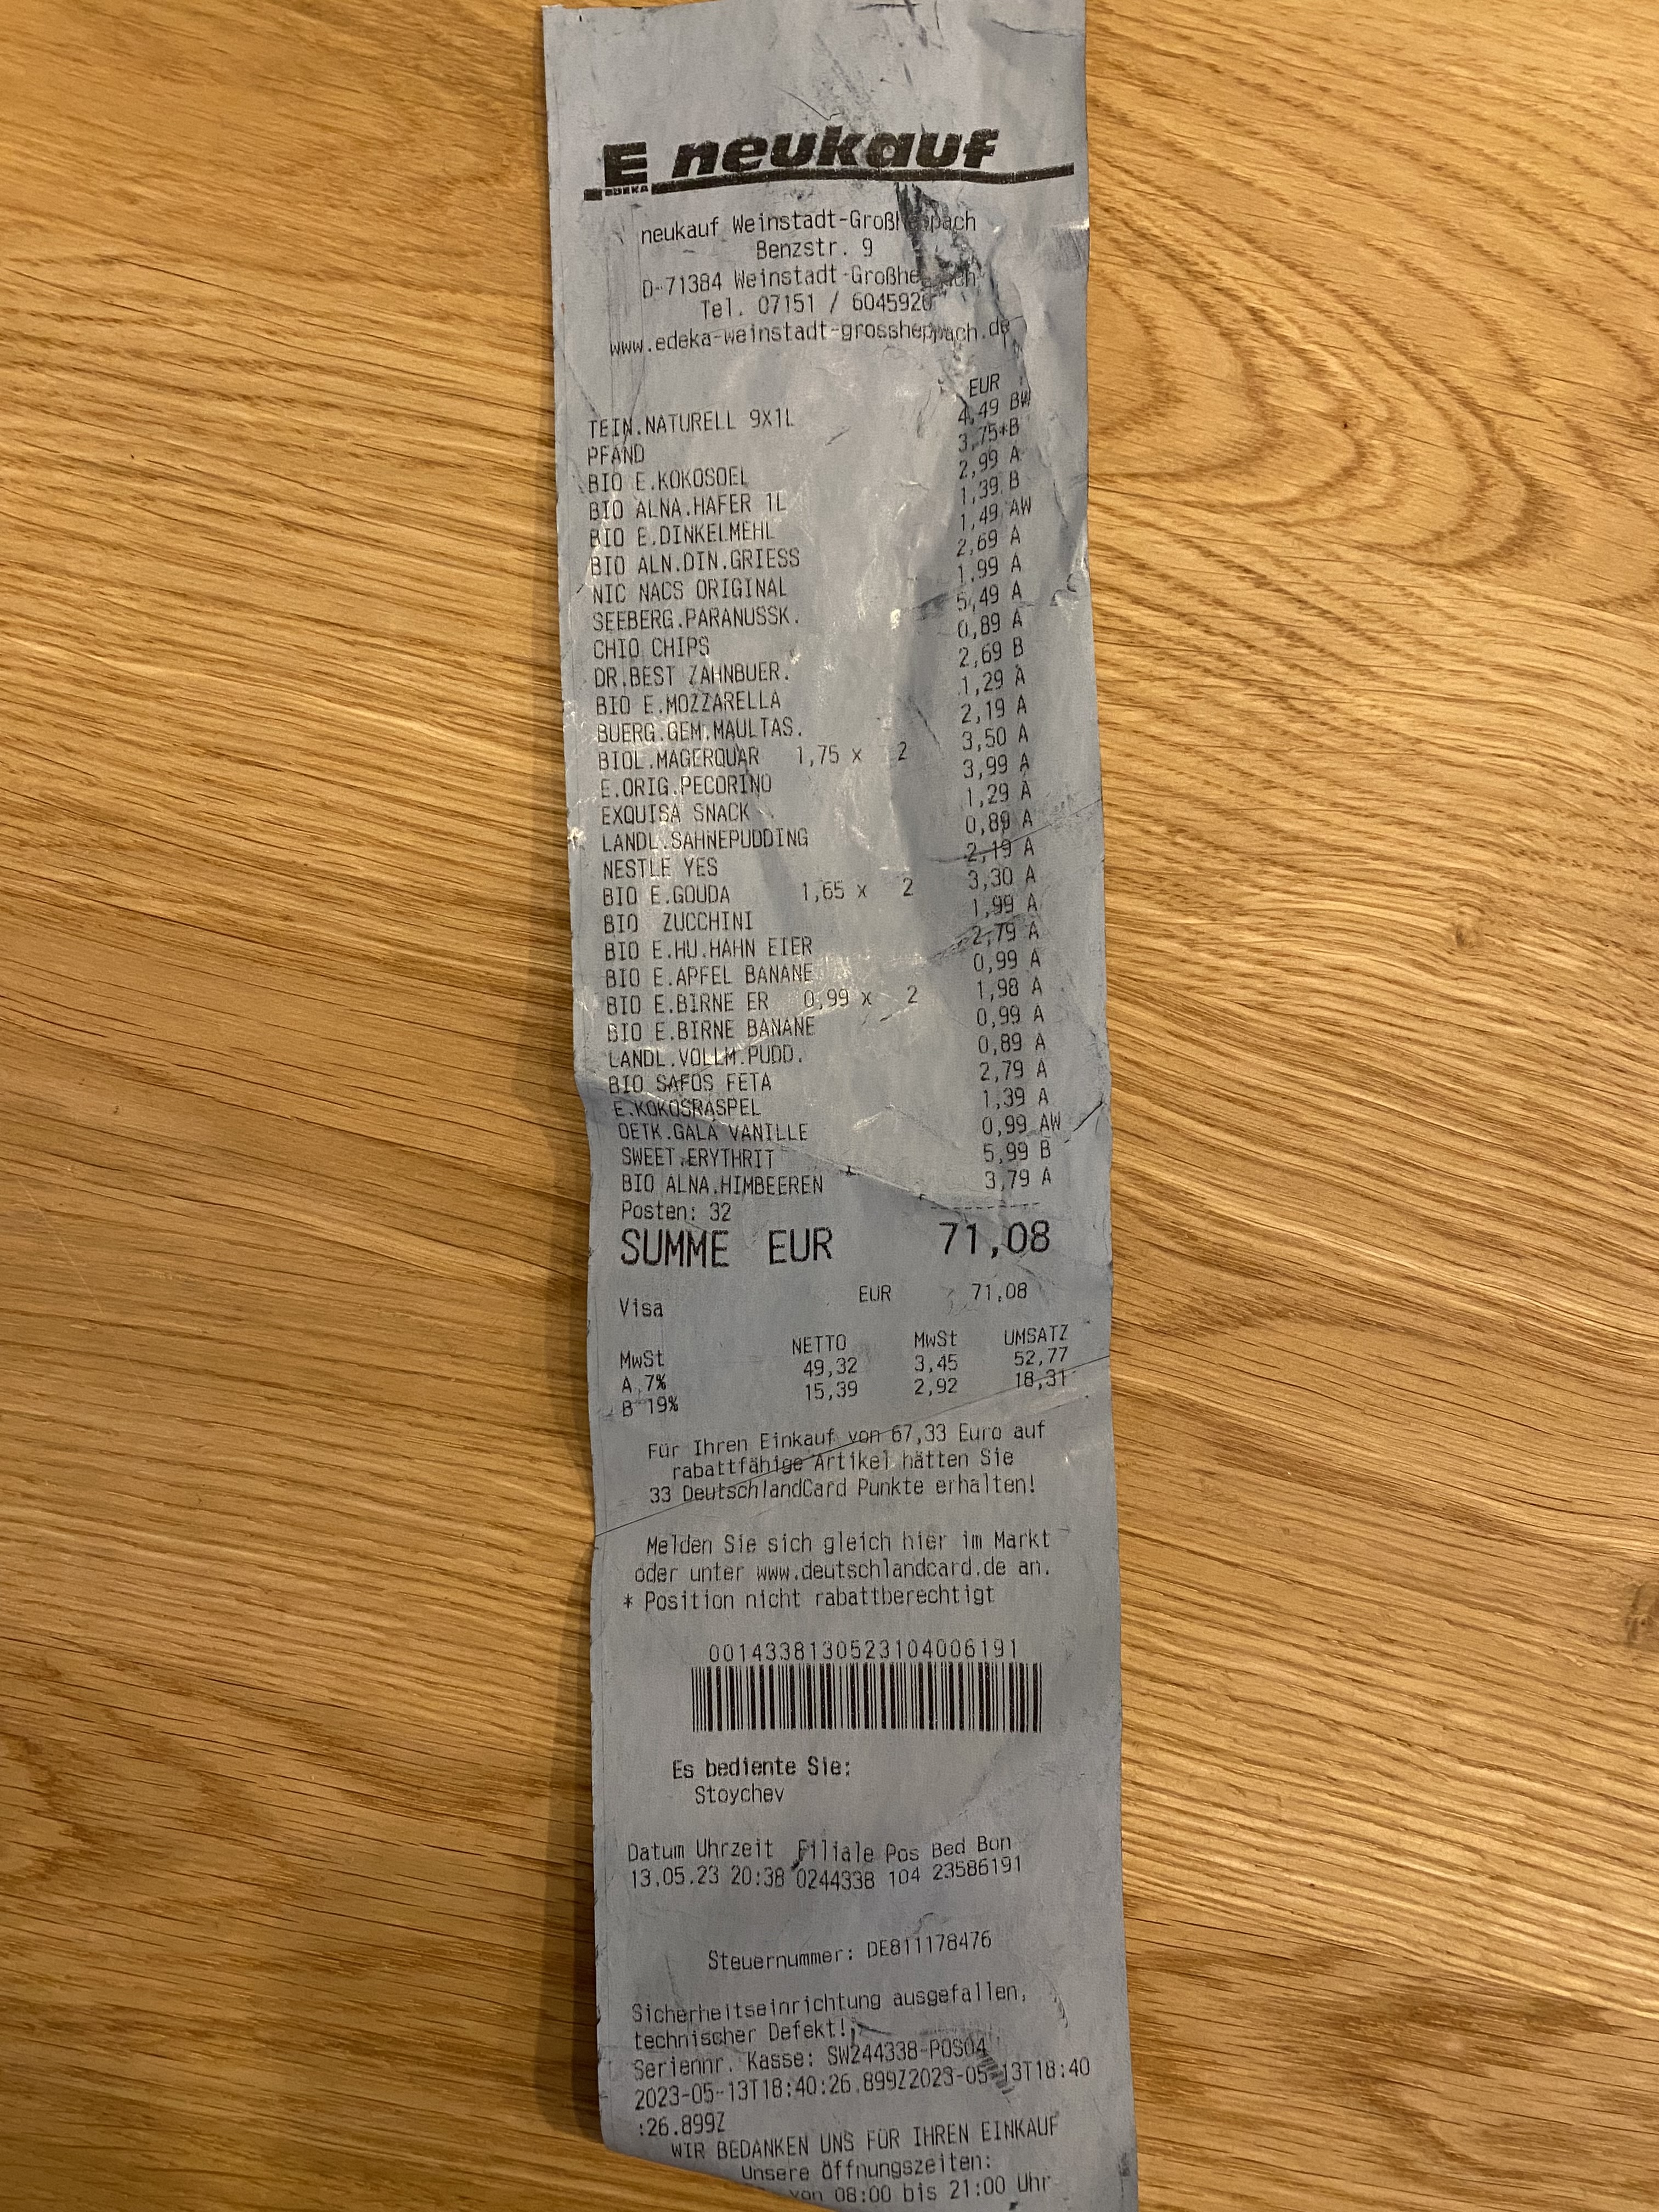 E neukauf
EDEKA
neukauf Weinstadt-Großheppach
Benzstr. 9
D-71384 Weinstadt-Großheppach
Tel. 07151 / 6045920
www.edeka-weinstadt-grossheppach.de
EUR
TEIN.NATURELL 9X1L 4,49 BW
PFAND 3,75*B
BIO E.KOKOSOEL 2,99 A
BIO ALNA.HAFER 1L 1,39 B
BIO E.DINKELMEHL 1,49 AW
BIO ALN.DIN.GRIESS 2,69 A
NIC NACS ORIGINAL 1,99 A
SEEBERG.PARANUSSK. 5,49 A
CHIO CHIPS 0,89 A
DR.BEST ZAHNBUER. 2,69 B
BIO E.MOZZARELLA 1,29 A
BUERG.GEM.MAULTAS. 2,19 A
BIOL.MAGERQUAR 1,75 x 2 3,50 A
E.ORIG.PECORINO 3,99 A
EXQUISA SNACK 1,29 A
LANDL.SAHNEPUDDING 0,89 A
NESTLE YES 2,19 A
BIO E.GOUDA 1,65 x 2 3,30 A
BIO ZUCCHINI 1,99 A
BIO E.HU.HAHN EIER 2,79 A
BIO E.APFEL BANANE 0,99 A
BIO E.BIRNE ER 0,99 x 2 1,98 A
BIO E.BIRNE BANANE 0,99 A
LANDL.VOLLM.PUDD. 0,89 A
BIO SAFOS FETA 2,79 A
E.KOKOSRASPEL 1,39 A
OETK.GALA VANILLE 0,99 AW
SWEET.ERYTHRIT 5,99 B
BIO ALNA.HIMBEEREN 3,79 A
Posten: 32
SUMME EUR 71,08
Visa EUR 71,08
MwSt NETTO MwSt UMSATZ
A 7% 49,32 3,45 52,77
B 19% 15,39 2,92 18,31
Für Ihren Einkauf von 67,33 Euro auf
rabattfähige Artikel hätten Sie
33 DeutschlandCard Punkte erhalten!
Melden Sie sich gleich hier im Markt
oder unter www.deutschlandcard.de an.
* Position nicht rabattberechtigt
0014338130523104006191
Es bediente Sie:
Stoychev
Datum Uhrzeit Filiale Pos Bed Bon
13.05.23 20:38 0244338 104 23586191
Steuernummer: DE811178476
Sicherheitseinrichtung ausgefallen,
technischer Defekt!
Seriennr. Kasse: SW244338-POS04
2023-05-13T18:40:26.899Z2023-05-13T18:40
:26.899Z
WIR BEDANKEN UNS FÜR IHREN EINKAUF
Unsere Öffnungszeiten:
von 08:00 bis 21:00 Uhr